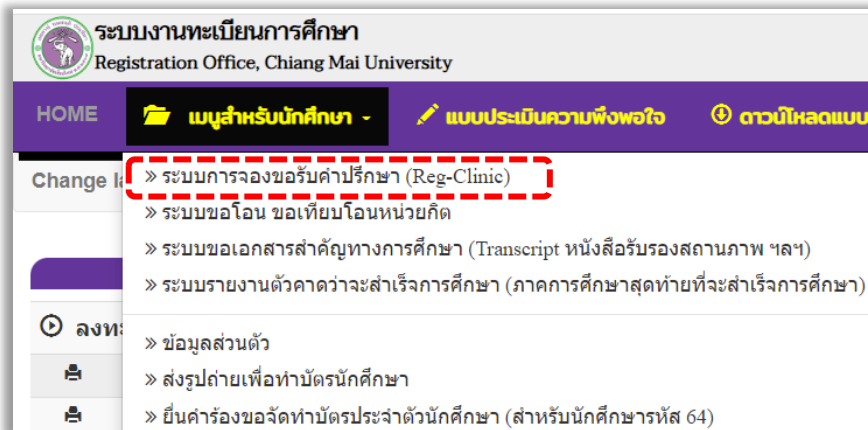 ระบบงานทะเบียนการศึกษา
Registration Office, Chiang Mai University
HOME เมนูสำหรับนักศึกษา แบบประเมินความพึงพอใจ ดาวน์โหลดแบบ
Change
» ระบบการจองขอรับคำปรึกษา (Reg-Clinic)
» ระบบขอโอน ขอเทียบโอนหน่วยกิต
» ระบบขอเอกสารสำคัญทางการศึกษา (Transcript หนังสือรับรองสถานภาพ ฯลฯ)
» ระบบรายงานตัวคาดว่าจะสำเร็จการศึกษา (ภาคการศึกษาสุดท้ายที่จะสำเร็จการศึกษา)
ลงทะ
» ข้อมูลส่วนตัว
» ส่งรูปถ่ายเพื่อทำบัตรนักศึกษา
» ยื่นคำร้องขอจัดทำบัตรประจำตัวนักศึกษา (สำหรับนักศึกษารหัส 64)